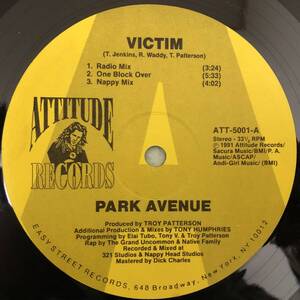 VICTIM
(T. Jenkins, R. Waddy, T. Patterson)
1. Radio Mix (3:24)
2. One Block Over (5:33)
3. Nappy Mix (4:02)
ATTITUDE
RECORDS
ATT-5001-A
Stereo - 33⅓ RPM
℗ 1991 Attitude Records/
Sacura Music/BMI/P. A.
Music/ASCAP/
Andi-Girl Music/ (BMI)
PARK AVENUE
Produced by TROY PATTERSON
Additional Production & Mixes by TONY HUMPHRIES
Programming by Elai Tubo, Tony V. & Troy Patterson
Rap by The Grand Uncommon & Native Family
Recorded & Mixed at
321 Studios & Nappy Head Studios
Mastered by Dick Charles
EASY STREET RECORDS, 648 Broadway, New York, N.Y. 10012